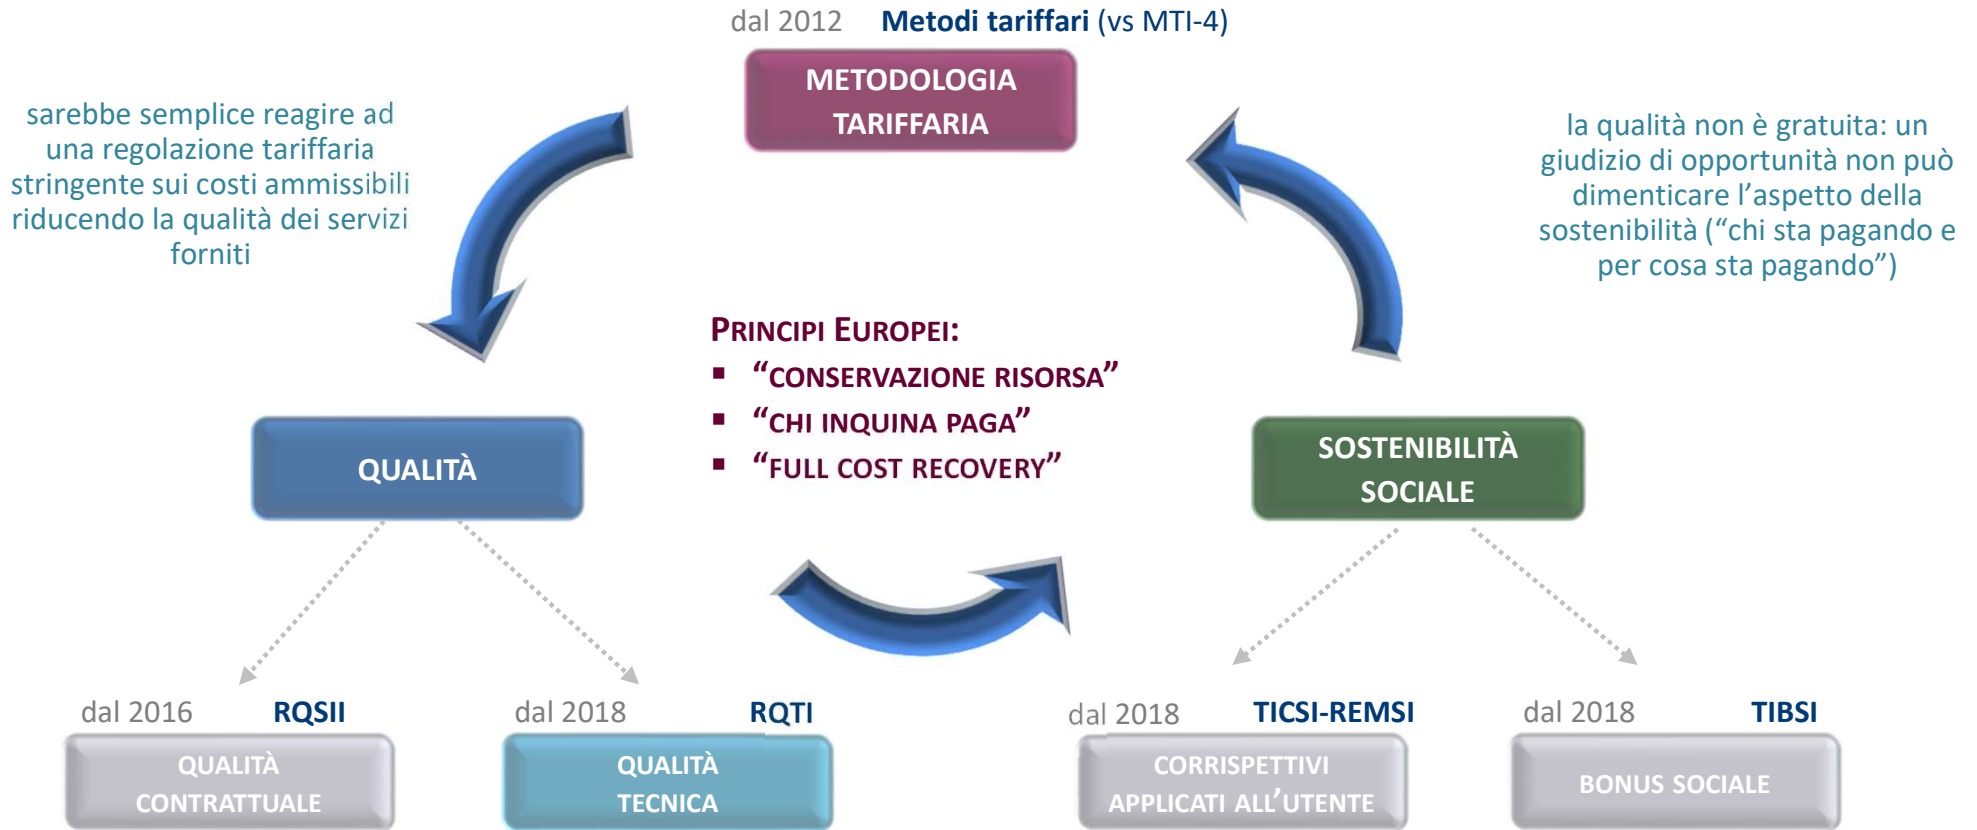 dal 2012 Metodi tariffari (vs MTI-4)
METODOLOGIA
TARIFFARIA
sarebbe semplice reagire ad
una regolazione tariffaria
stringente sui costi ammissibili
riducendo la qualità dei servizi
forniti
la qualità non è gratuita: un
giudizio di opportunità non può
dimenticare l’aspetto della
sostenibilità (“chi sta pagando e
per cosa sta pagando”)
PRINCIPI EUROPEI:
▪ “CONSERVAZIONE RISORSA”
▪ “CHI INQUINA PAGA”
▪ “FULL COST RECOVERY”
QUALITÀ
SOSTENIBILITÀ
SOCIALE
dal 2016 RQSII
QUALITÀ
CONTRATTUALE
dal 2018 RQTI
QUALITÀ
TECNICA
dal 2018 TICSI-REMSI
CORRISPETTIVI
APPLICATI ALL’UTENTE
dal 2018 TIBSI
BONUS SOCIALE